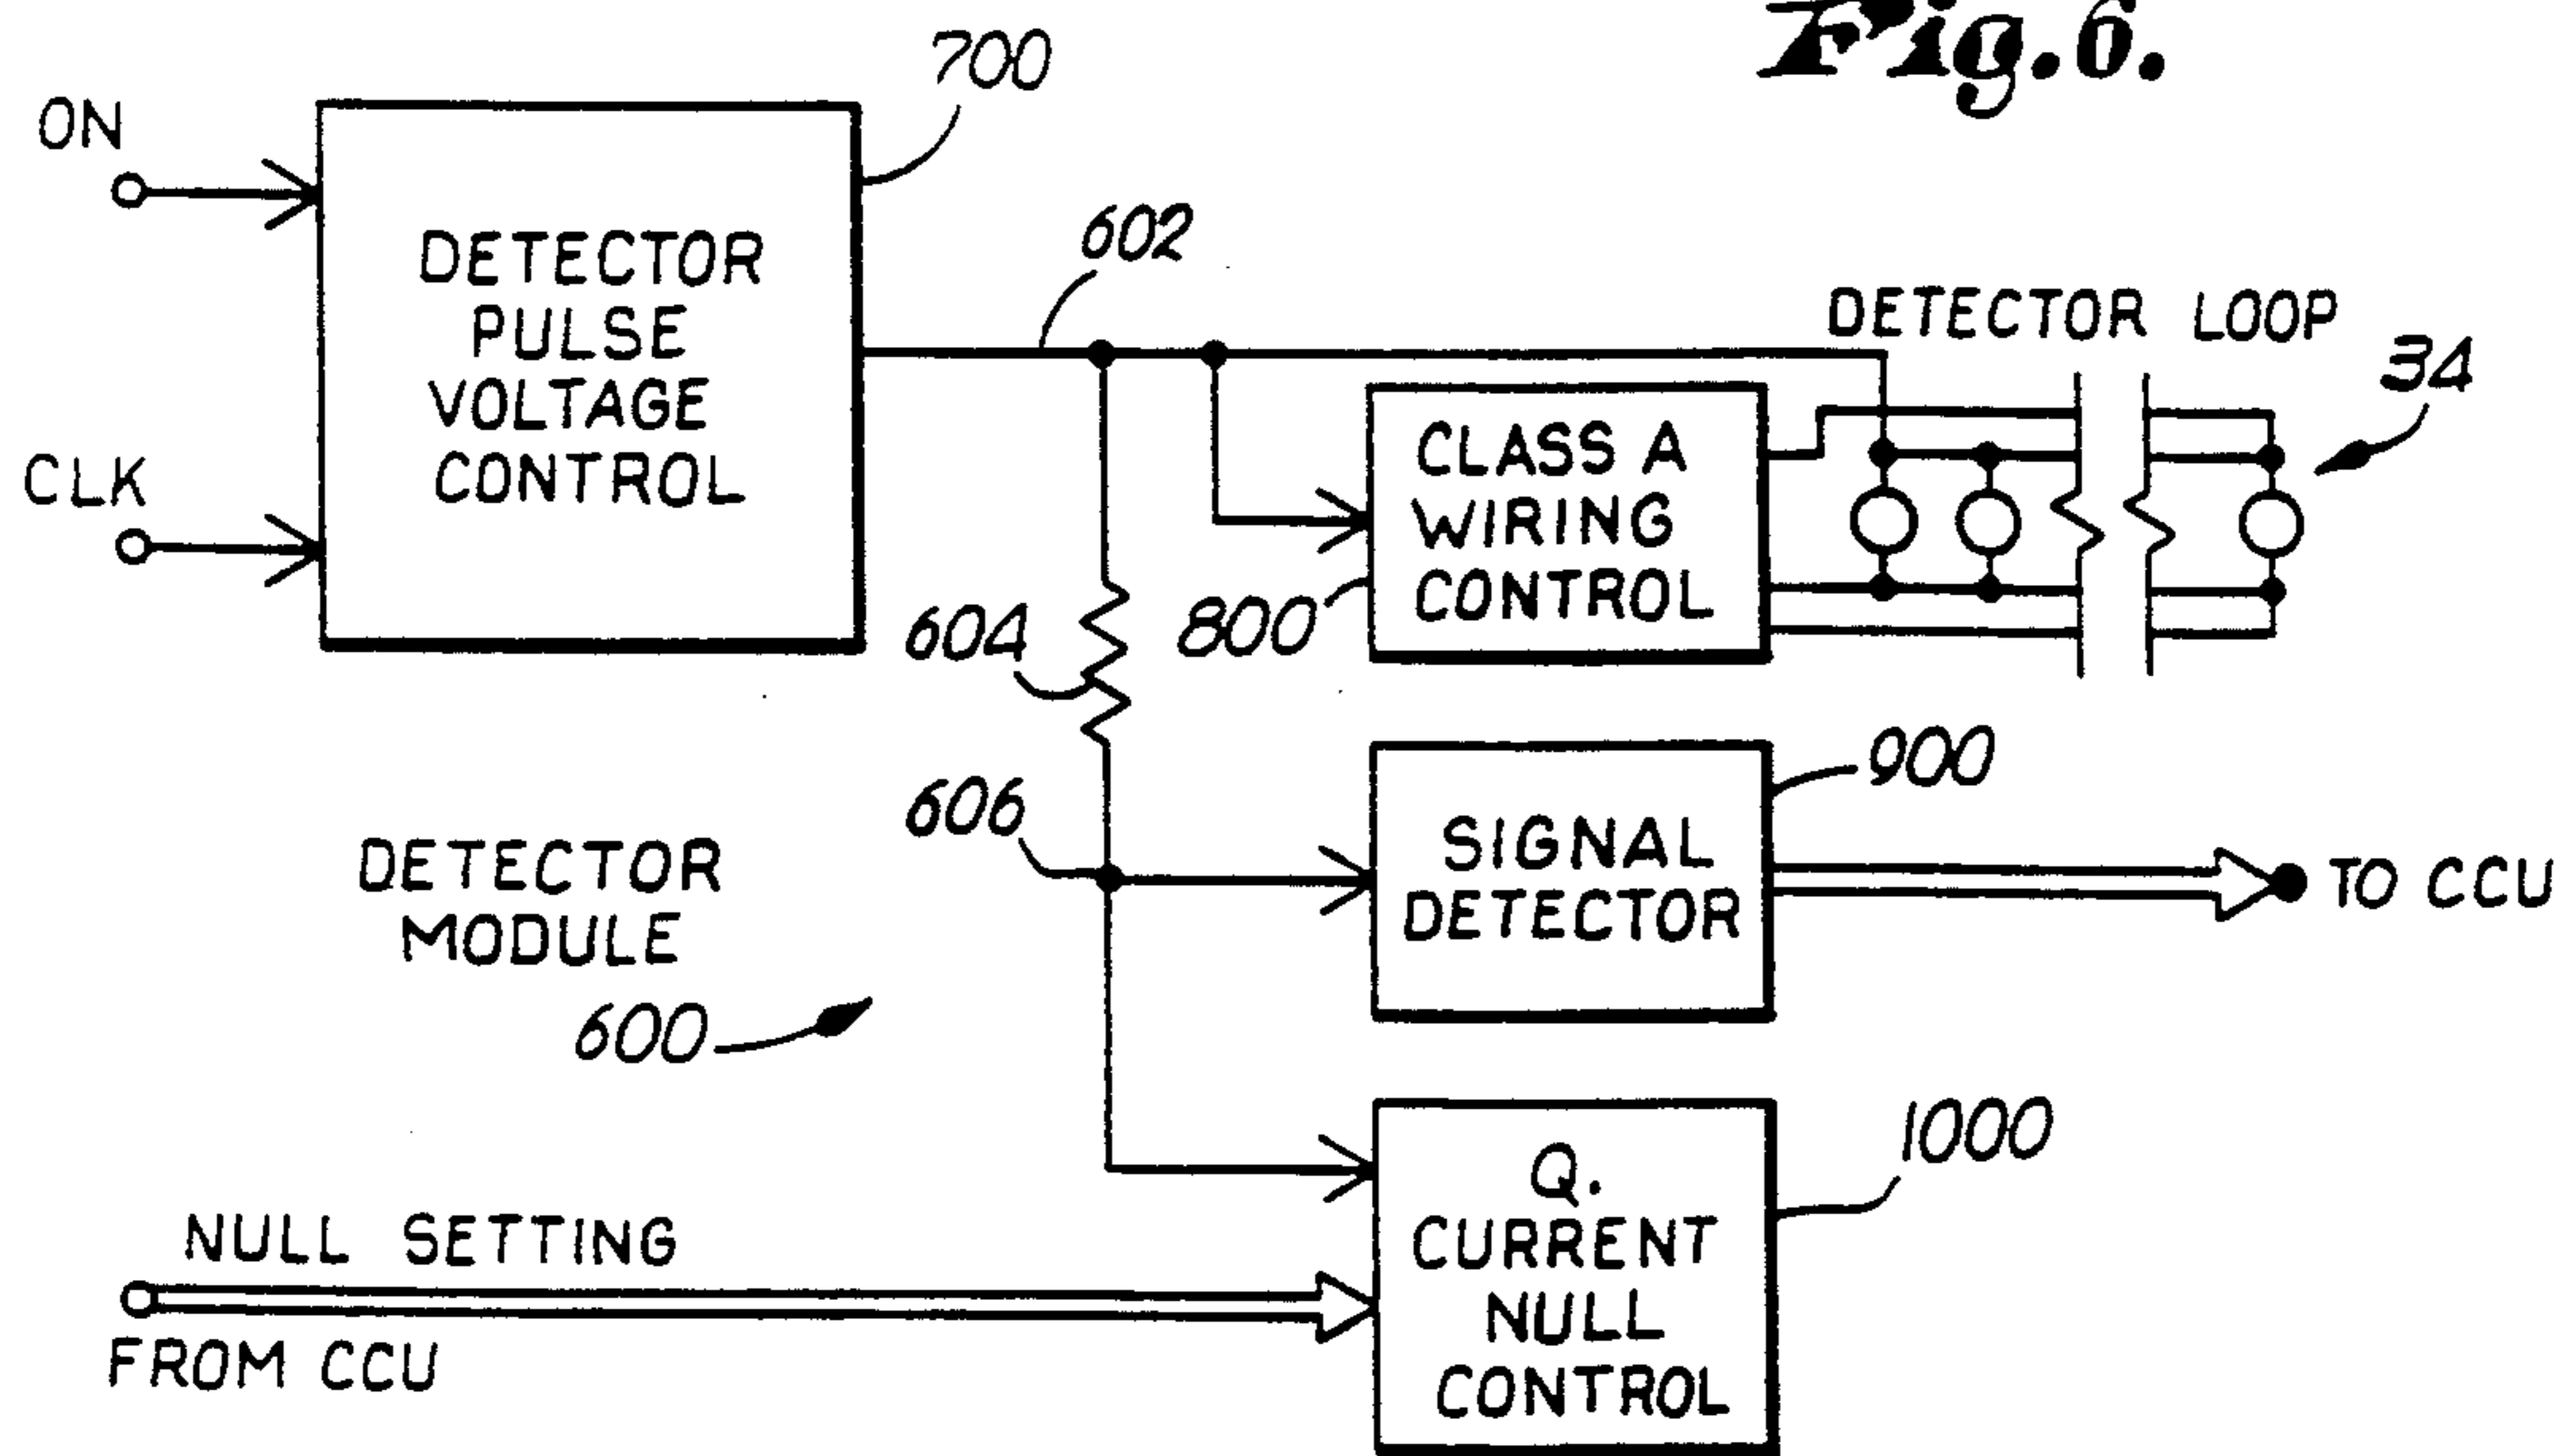 Fig. 6.
700
ON
DETECTOR
PULSE
VOLTAGE
CONTROL
CLK
602
DETECTOR LOOP
34
CLASS A
WIRING
CONTROL
800
604
606
900
SIGNAL
DETECTOR
TO CCU
DETECTOR
MODULE
600
1000
Q.
CURRENT
NULL
CONTROL
NULL SETTING
FROM CCU